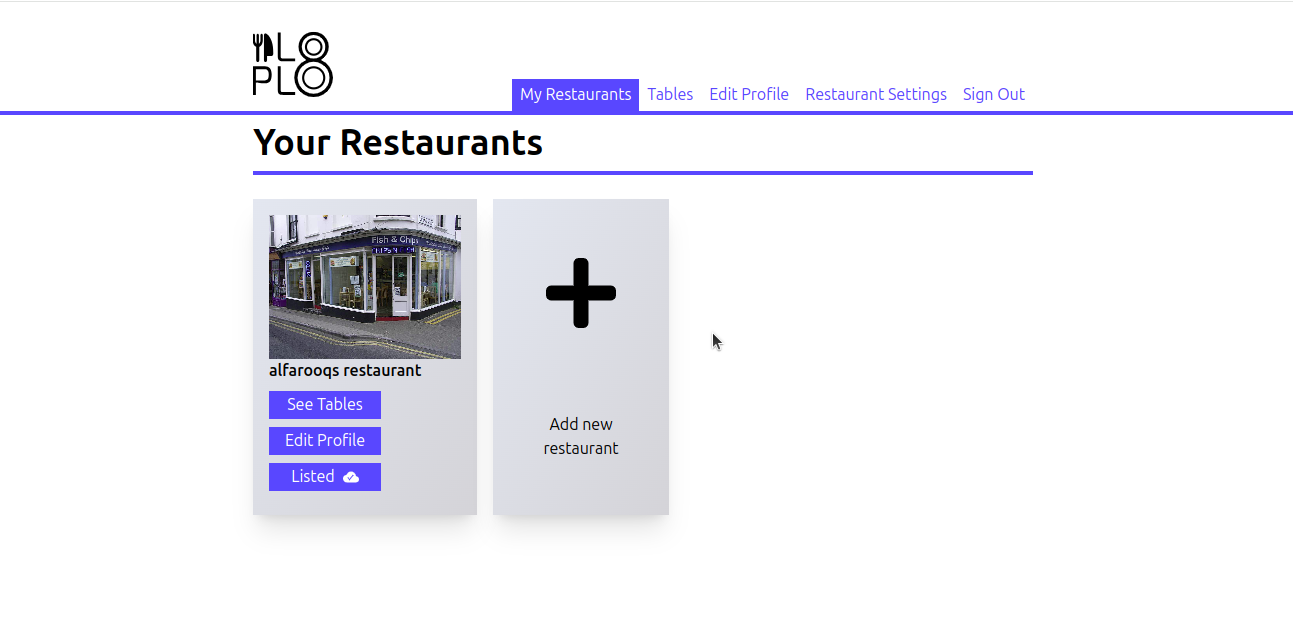 LO
PLO
My Restaurants Tables Edit Profile Restaurant Settings Sign Out
Your Restaurants
Fish & Chips
alfarooqs restaurant
See Tables
Edit Profile
Listed
Add new
restaurant